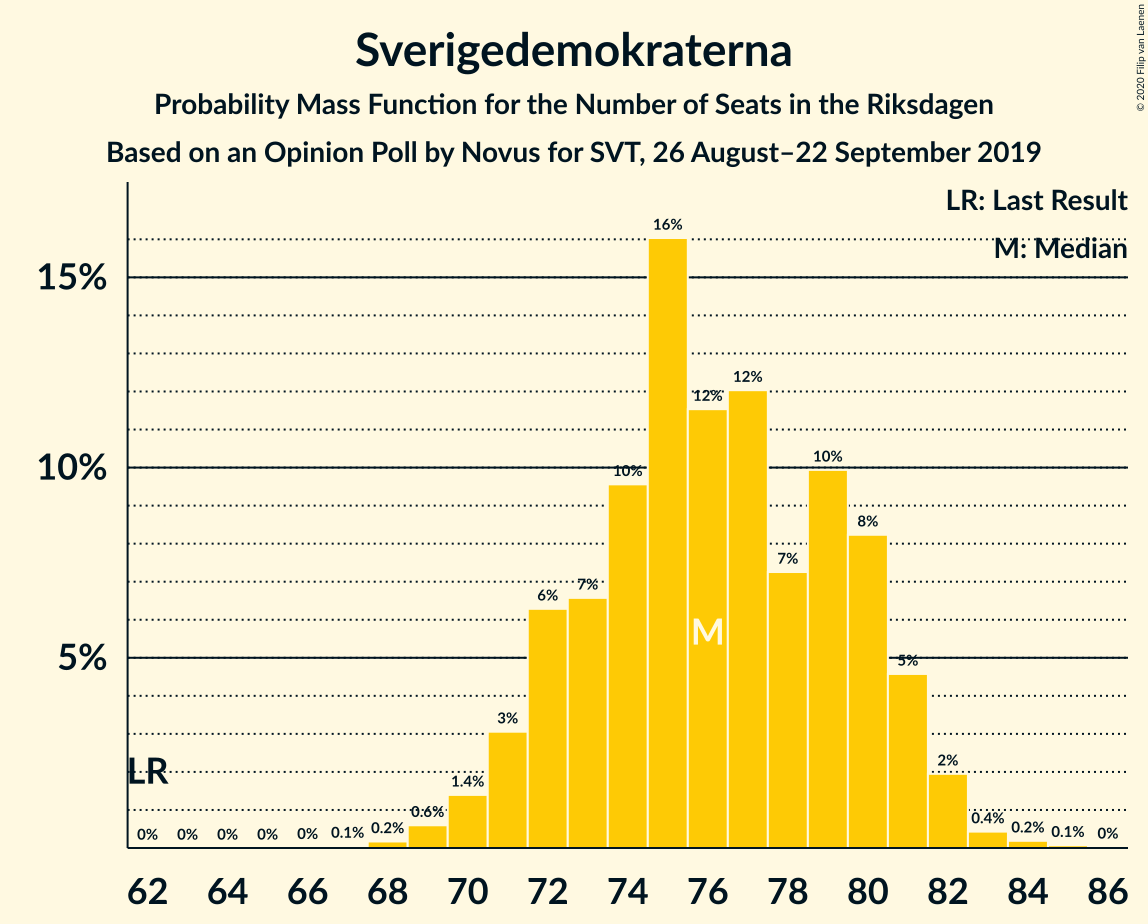 © 2020 Filip van Laenen
Sverigedemokraterna
Probability Mass Function for the Number of Seats in the Riksdagen
Based on an Opinion Poll by Novus for SVT, 26 August–22 September 2019
LR: Last Result
M: Median
15%
10%
5%
LR
M
0% 0% 0% 0% 0% 0.1% 0.2% 0.6% 1.4% 3% 6% 7% 10% 16% 12% 12% 7% 10% 8% 5% 2% 0.4% 0.2% 0.1% 0%
62 64 66 68 70 72 74 76 78 80 82 84 86